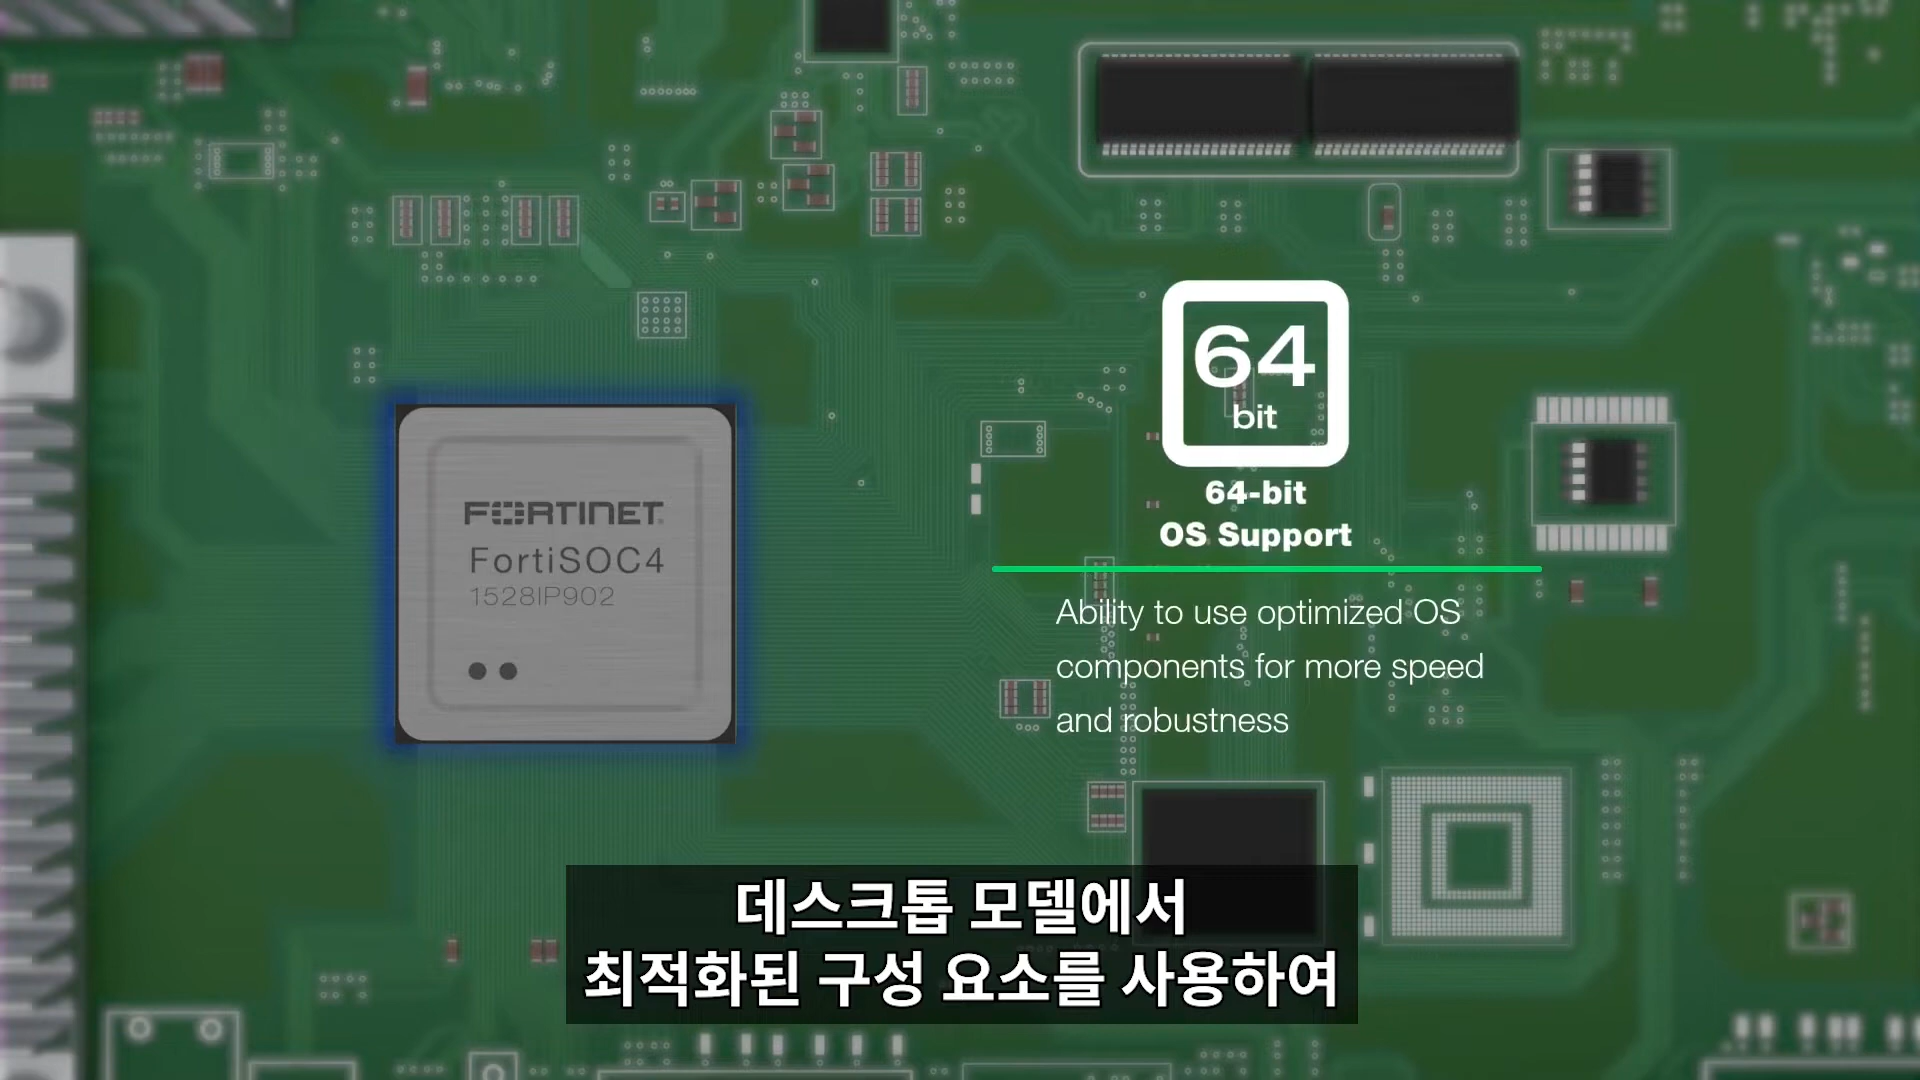 FORTINET
FortiSOC4
1528IP902
64
bit
64-bit
OS Support
Ability to use optimized OS
components for more speed
and robustness
데스크톱 모델에서
최적화된 구성 요소를 사용하여